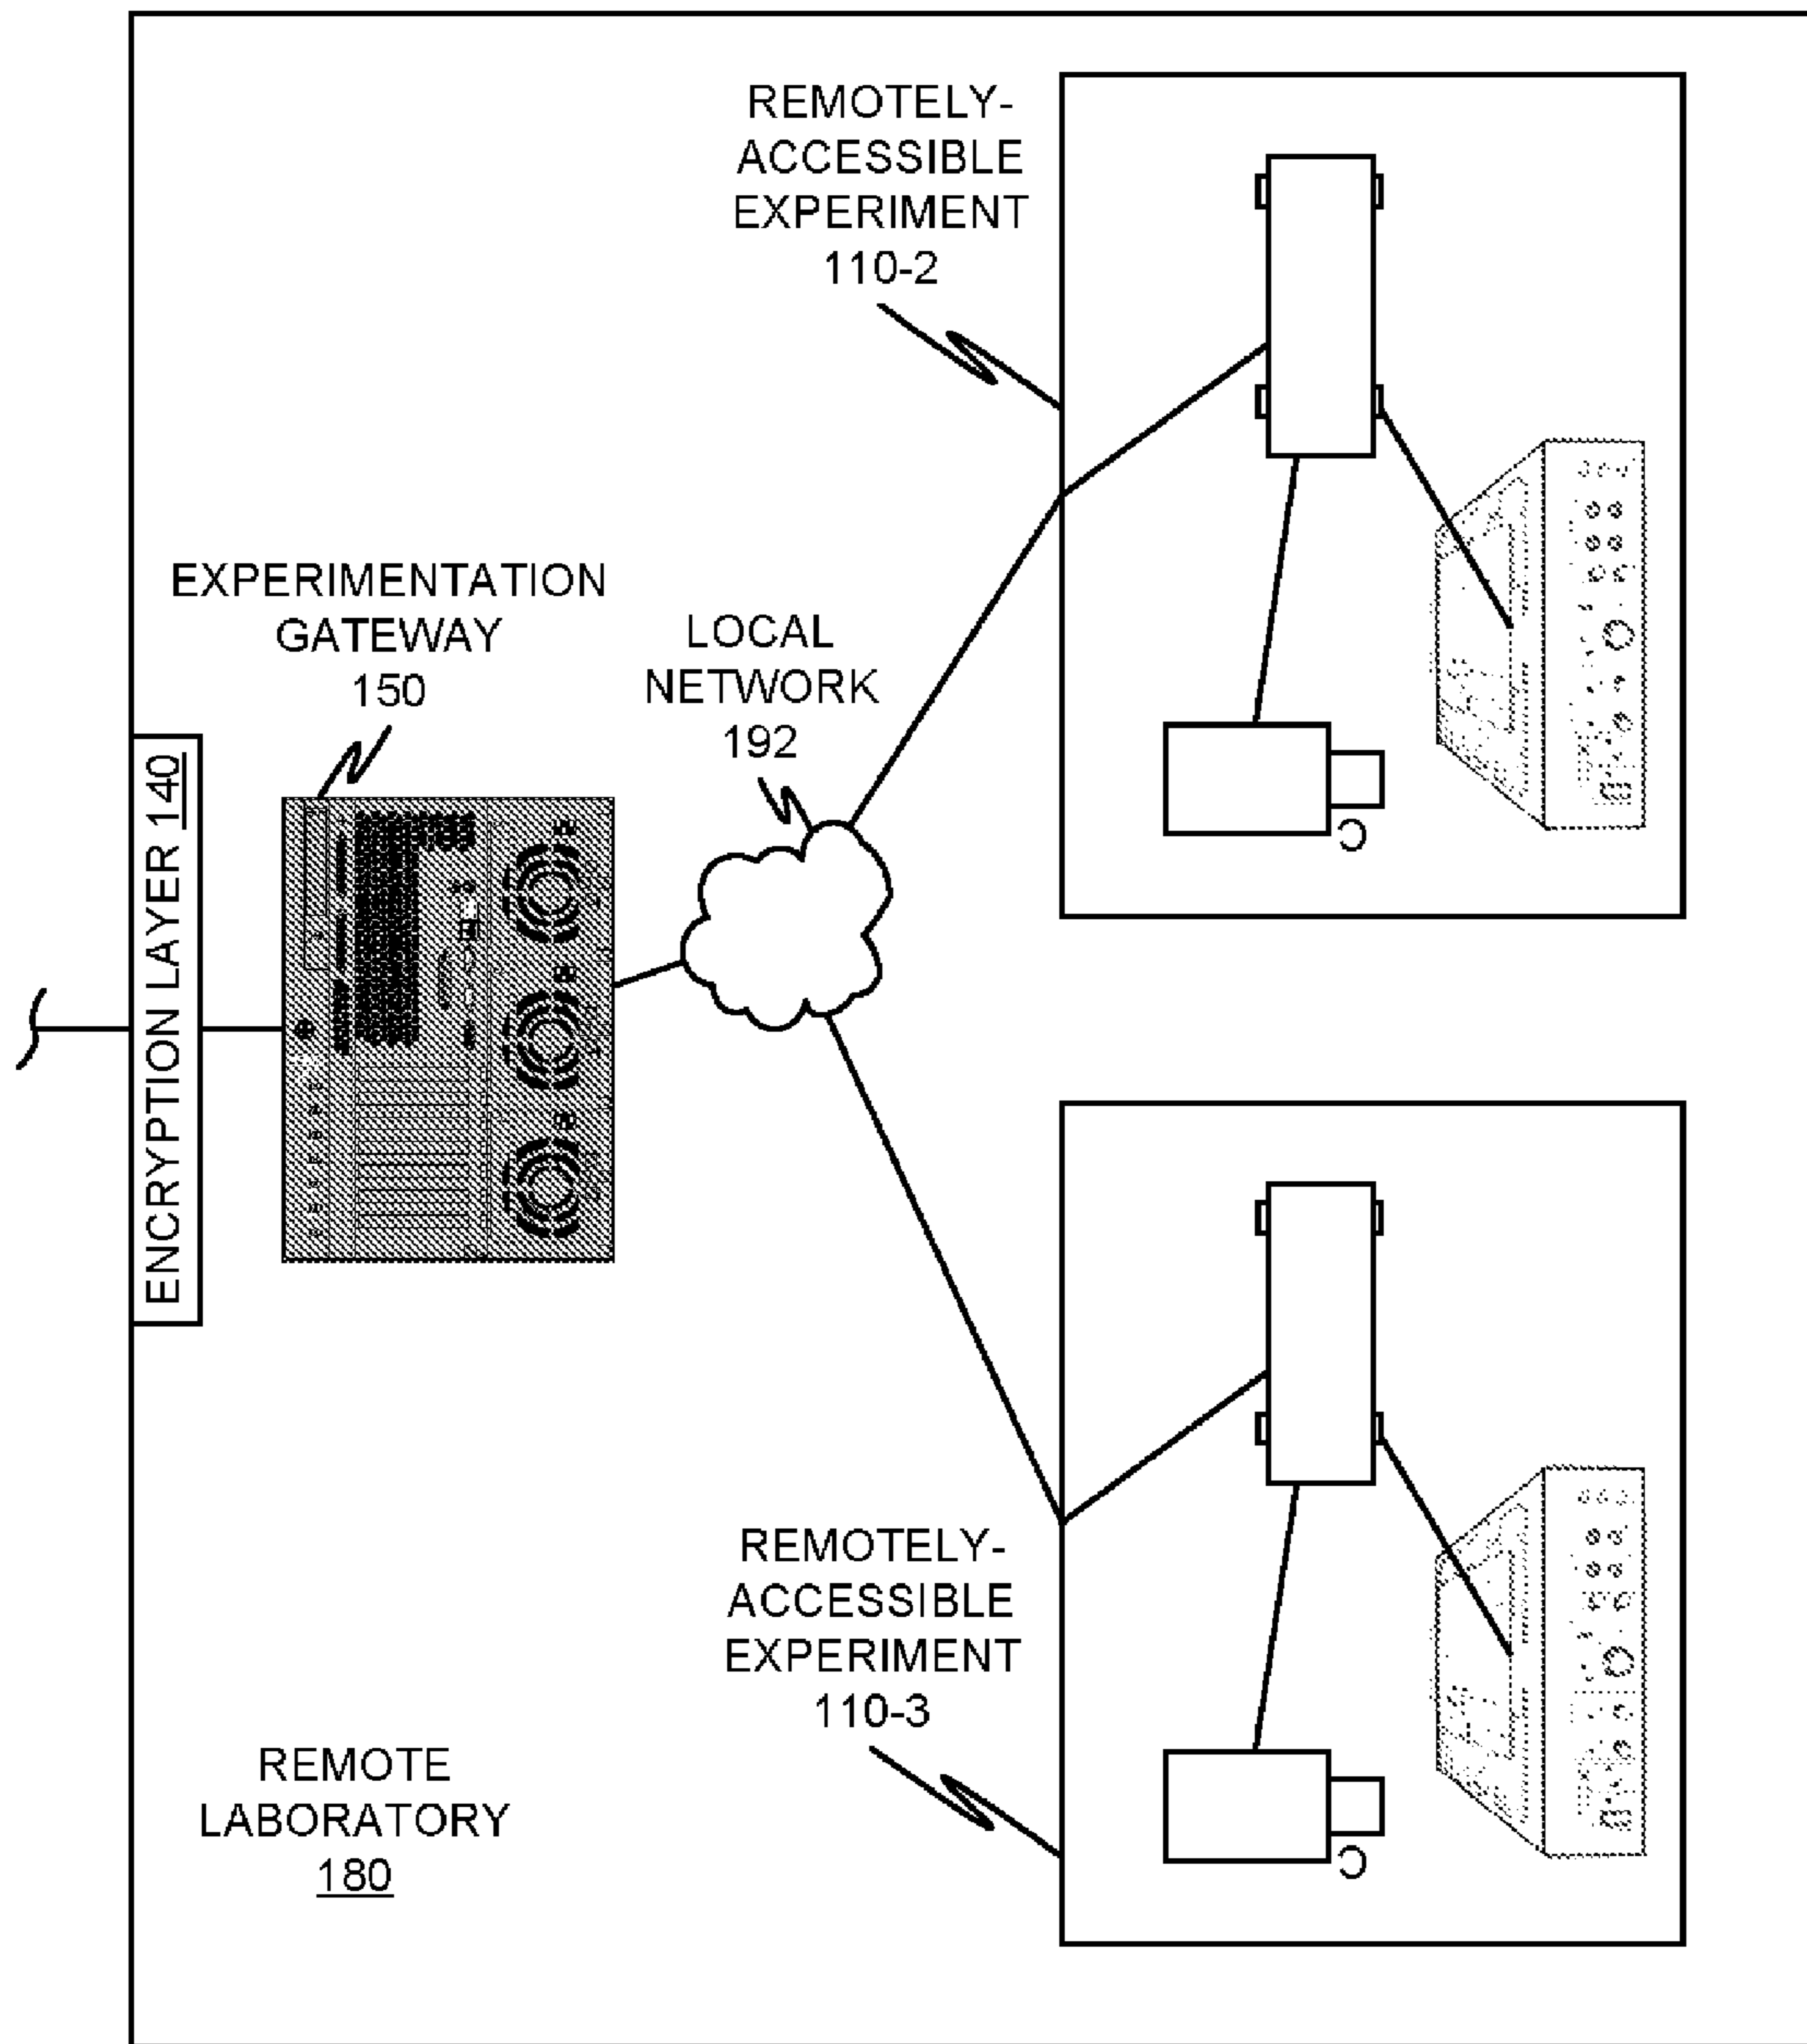 REMOTELY-
ACCESSIBLE
EXPERIMENT
110-2
EXPERIMENTATION
GATEWAY
150
LOCAL
NETWORK
192
ENCRYPTION LAYER 140
REMOTELY-
ACCESSIBLE
EXPERIMENT
110-3
REMOTE
LABORATORY
180